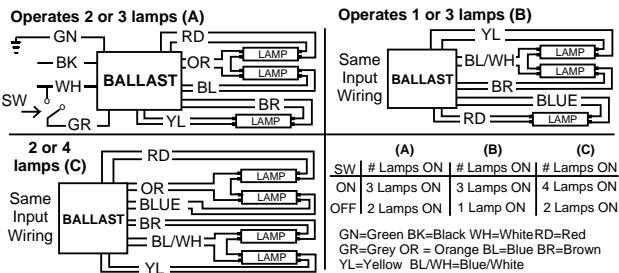 Operates 2 or 3 lamps (A)
GN
RD
BK
OR
LAMP
LAMP
BALLAST
WH
BL
SW
BR
GR
YL
LAMP
Operates 1 or 3 lamps (B)
YL
Same
Input
Wiring
BALLAST
BL/WH
LAMP
LAMP
BR
BLUE
RD
LAMP
2 or 4
lamps (C)
RD
OR
LAMP
LAMP
BLUE
Same
Input
Wiring
BALLAST
BR
BL/WH
LAMP
LAMP
YL
(A) (B) (C)
SW # Lamps ON # Lamps ON # Lamps ON
ON 3 Lamps ON 3 Lamps ON 4 Lamps ON
OFF 2 Lamps ON 1 Lamp ON 2 Lamps ON
GN=Green BK=Black WH=White RD=Red
GR=Grey OR = Orange BL=Blue BR=Brown
YL=Yellow BL/WH=Blue/White